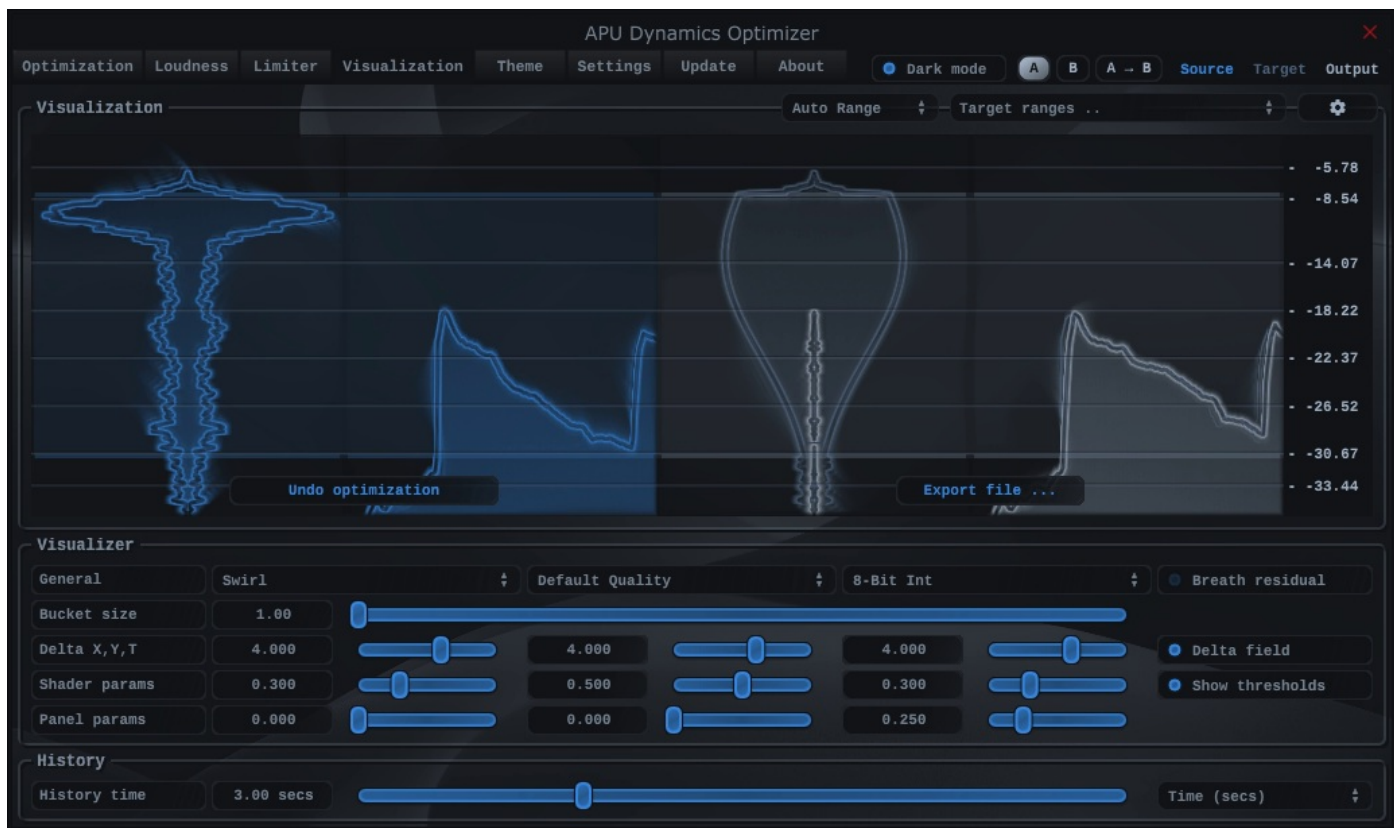 APU Dynamics Optimizer
Optimization Loudness Limiter Visualization Theme Settings Update About Dark mode A B A → B Source Target Output
Visualization Auto Range Target ranges ..
- -5.78
- -8.54
- -14.07
- -18.22
- -22.37
- -26.52
- -30.67
- -33.44
Undo optimization Export file ...
Visualizer
General Swirl Default Quality 8-Bit Int Breath residual
Bucket size 1.00
Delta X,Y,T 4.000 4.000 4.000 Delta field
Shader params 0.300 0.500 0.300 Show thresholds
Panel params 0.000 0.000 0.250
History
History time 3.00 secs Time (secs)